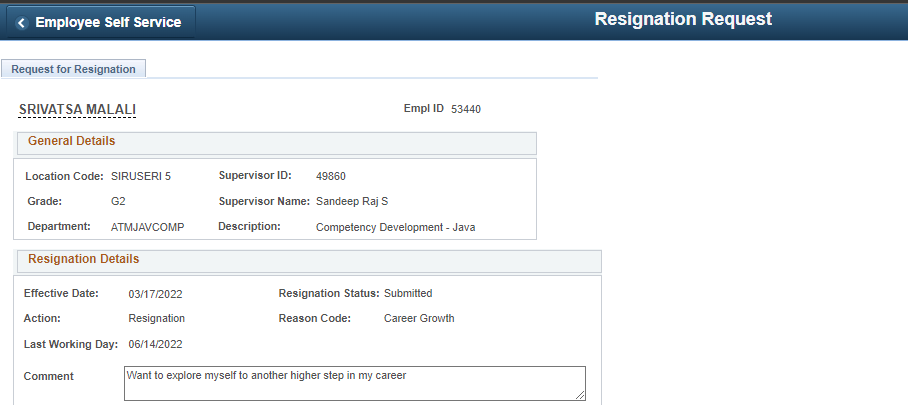 Employee Self Service
Resignation Request
Request for Resignation
SRIVATSA MALALI Empl ID 53440
General Details
Location Code: SIRUSERI 5 Supervisor ID: 49860
Grade: G2 Supervisor Name: Sandeep Raj S
Department: ATMJAVCOMP Description: Competency Development - Java
Resignation Details
Effective Date: 03/17/2022 Resignation Status: Submitted
Action: Resignation Reason Code: Career Growth
Last Working Day: 06/14/2022
Comment Want to explore myself to another higher step in my career